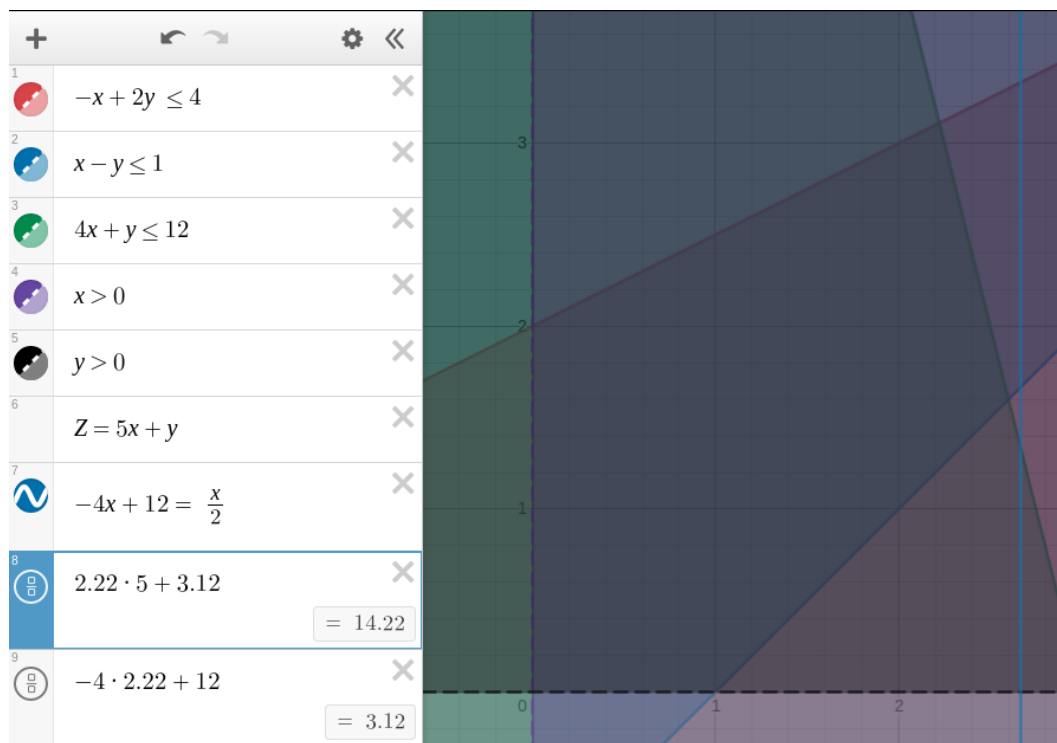 1
−x + 2y ≤ 4
2
x − y ≤ 1
3
4x + y ≤ 12
4
x > 0
5
y > 0
6
Z = 5x + y
7
−4x + 12 = x/2
8
2.22 · 5 + 3.12
= 14.22
9
−4 · 2.22 + 12
= 3.12
3
2
1
0 1 2